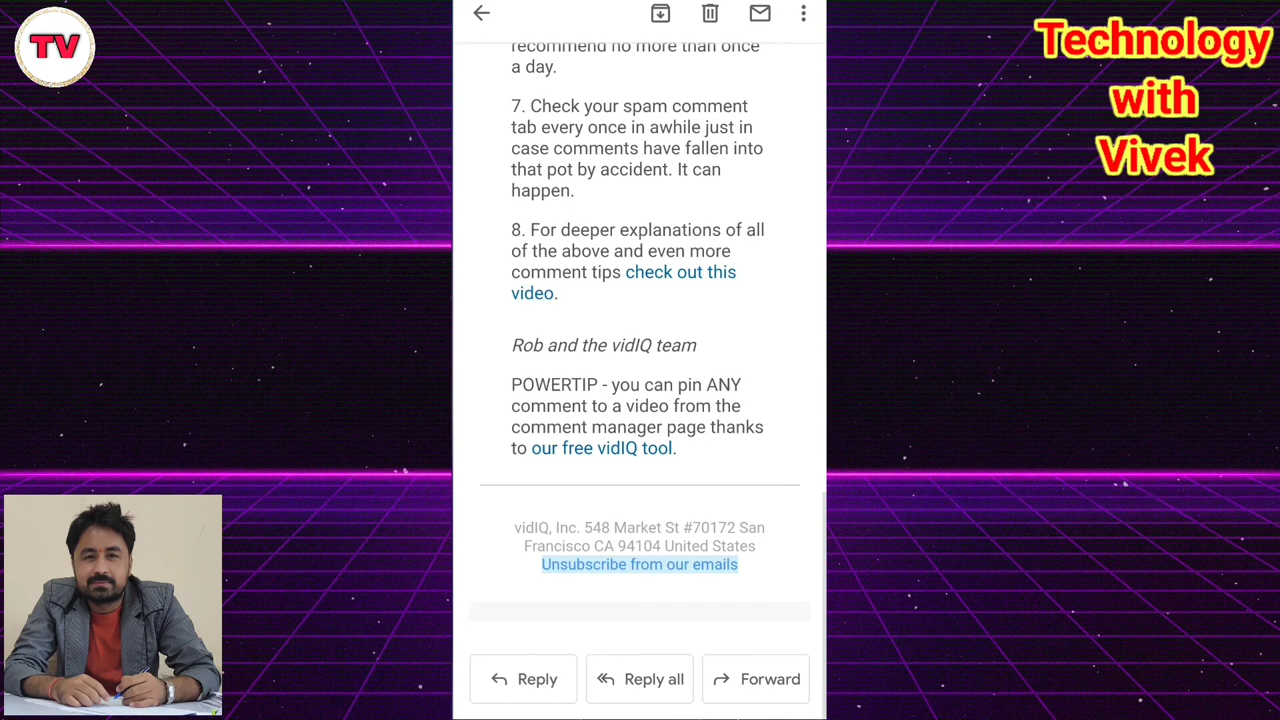 TV
Technology
with
Vivek
recommend no more than once
a day.
7. Check your spam comment
tab every once in awhile just in
case comments have fallen into
that pot by accident. It can
happen.
8. For deeper explanations of all
of the above and even more
comment tips check out this
video.
Rob and the vidIQ team
POWERTIP - you can pin ANY
comment to a video from the
comment manager page thanks
to our free vidIQ tool.
vidIQ, Inc. 548 Market St #70172 San
Francisco CA 94104 United States
Unsubscribe from our emails
Reply
Reply all
Forward